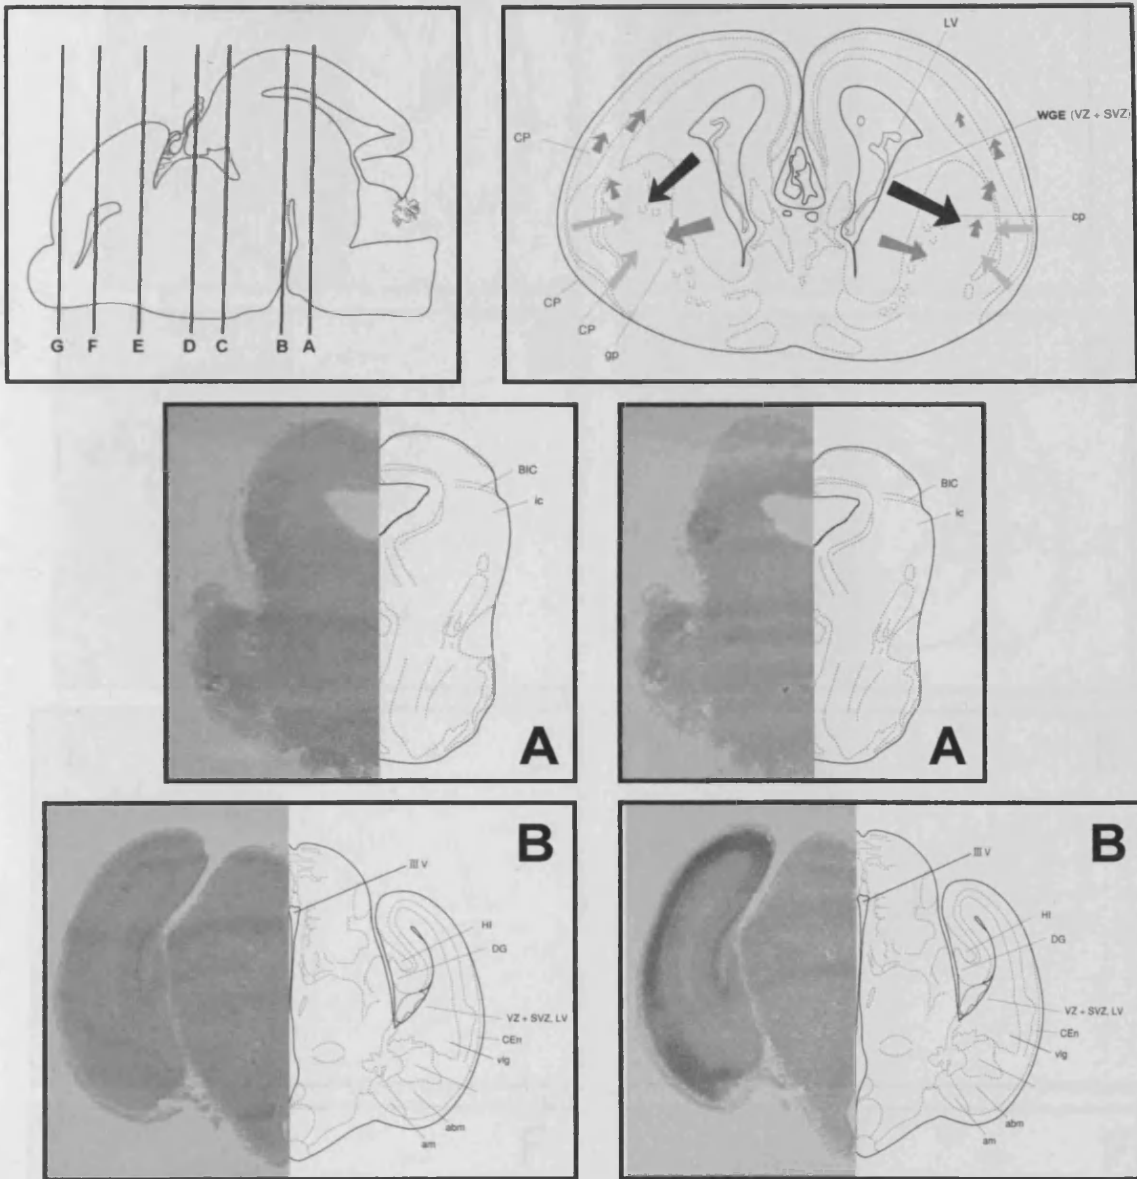 G F E D C B A
LV
WGE (VZ + SVZ)
CP
cp
CP
CP
gp
BIC
ic
A
BIC
ic
A
B
III V
HI
DG
VZ + SVZ, LV
CEn
vlg
abm
am
B
III V
HI
DG
VZ + SVZ, LV
CEn
vlg
abm
am